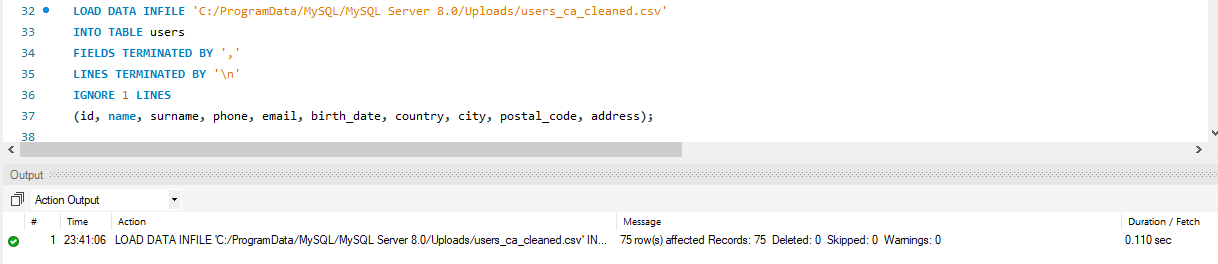 32 LOAD DATA INFILE 'C:/ProgramData/MySQL/MySQL Server 8.0/Uploads/users_ca_cleaned.csv'
33 INTO TABLE users
34 FIELDS TERMINATED BY ','
35 LINES TERMINATED BY '\n'
36 IGNORE 1 LINES
37 (id, name, surname, phone, email, birth_date, country, city, postal_code, address);
38
Output
Action Output
# Time Action Message Duration / Fetch
1 23:41:06 LOAD DATA INFILE 'C:/ProgramData/MySQL/MySQL Server 8.0/Uploads/users_ca_cleaned.csv' IN... 75 row(s) affected Records: 75 Deleted: 0 Skipped: 0 Warnings: 0 0.110 sec